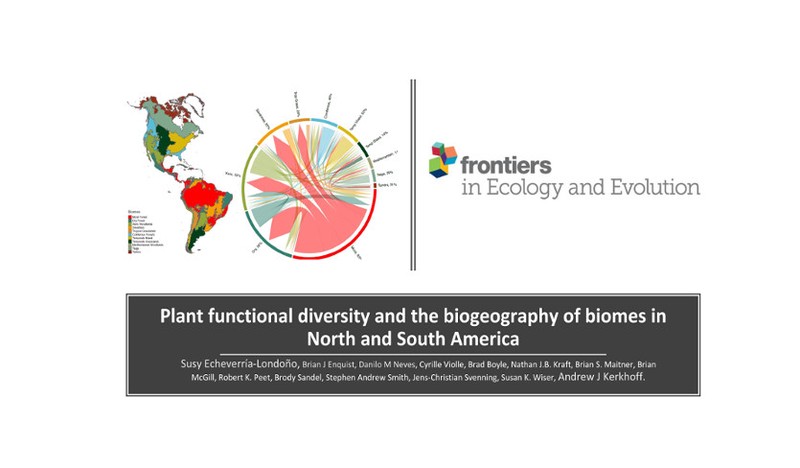 frontiers
in Ecology and Evolution
Plant functional diversity and the biogeography of biomes in
North and South America
Susy Echeverría-Londoño, Brian J Enquist, Danilo M Neves, Cyrille Violle, Brad Boyle, Nathan J.B. Kraft, Brian S. Maitner, Brian
McGill, Robert K. Peet, Brody Sandel, Stephen Andrew Smith, Jens-Christian Svenning, Susan K. Wiser, Andrew J Kerkhoff.